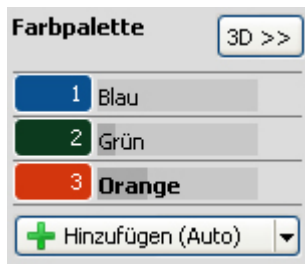 Farbpalette
3D >>
1 Blau
2 Grün
3 Orange
Hinzufügen (Auto)